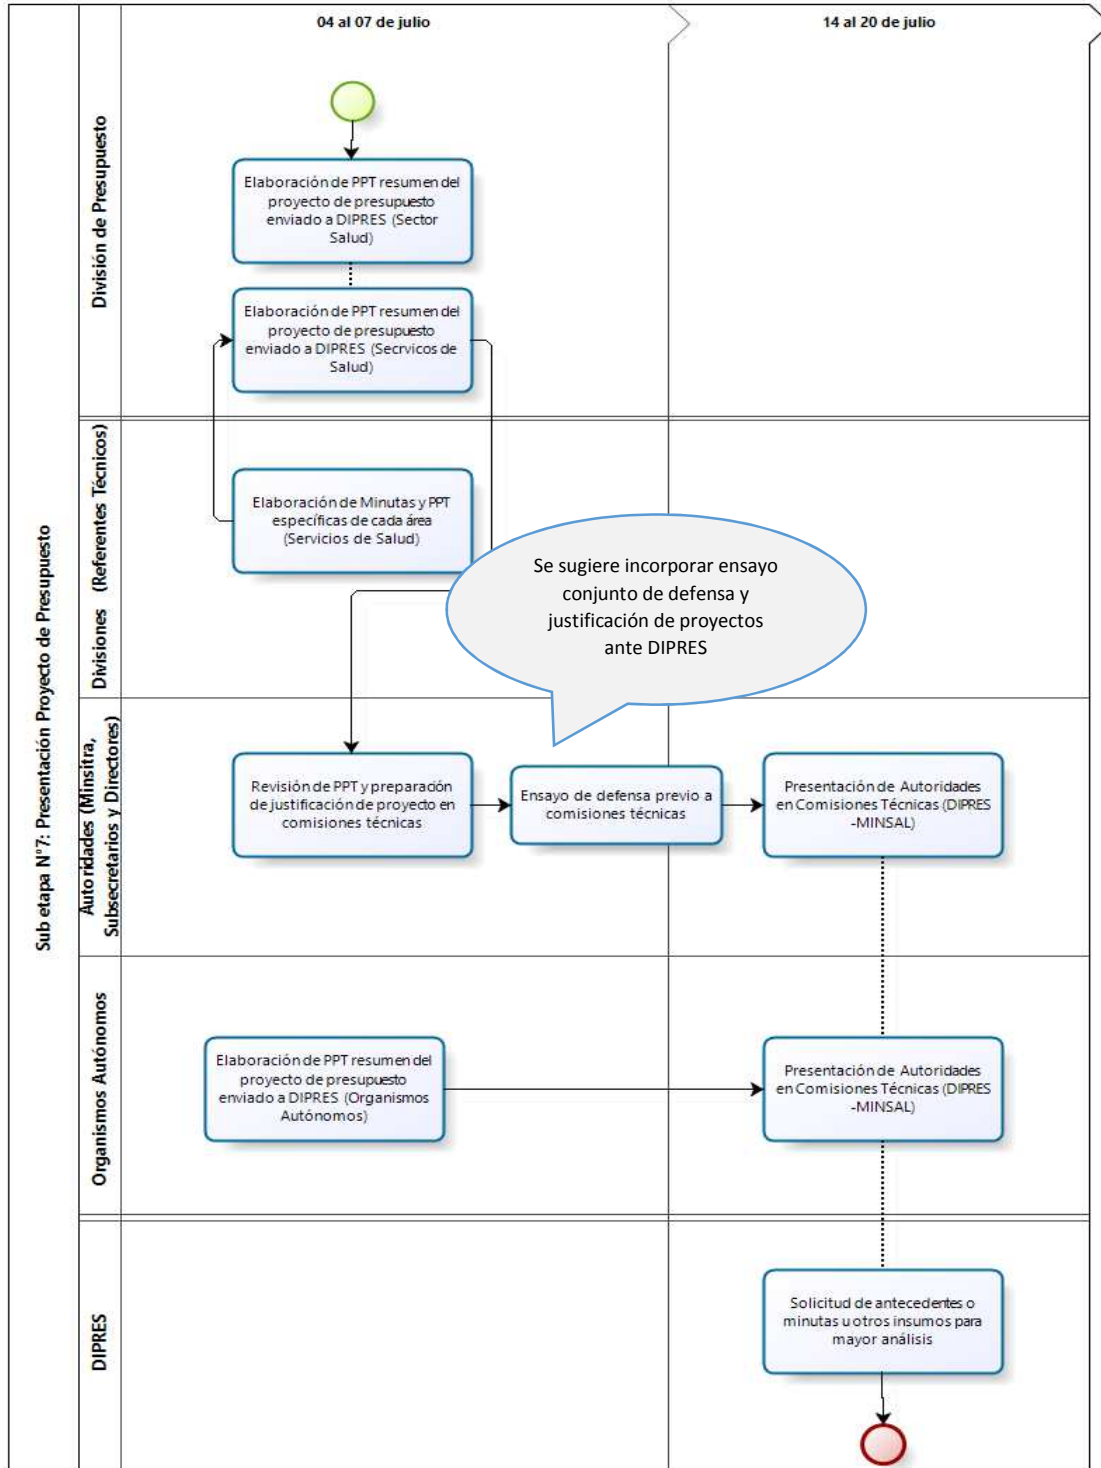 04 al 07 de julio
14 al 20 de julio
Sub etapa N°7: Presentación Proyecto de Presupuesto
División de Presupuesto
Elaboración de PPT resumen del
proyecto de presupuesto
enviado a DIPRES (Sector
Salud)
Elaboración de PPT resumen del
proyecto de presupuesto
enviado a DIPRES (Secrvicos de
Salud)
Divisiones (Referentes Técnicos)
Elaboración de Minutas y PPT
específicas de cada área
(Servicios de Salud)
Se sugiere incorporar ensayo
conjunto de defensa y
justificación de proyectos
ante DIPRES
Autoridades (Minsitra,
Subsecretarios y Directores)
Revisión de PPT y preparación
de justificación de proyecto en
comisiones técnicas
Ensayo de defensa previo a
comisiones técnicas
Presentación de Autoridades
en Comisiones Técnicas (DIPRES
-MINSAL)
Organismos Autónomos
Elaboración de PPT resumen del
proyecto de presupuesto
enviado a DIPRES (Organismos
Autónomos)
Presentación de Autoridades
en Comisiones Técnicas (DIPRES
-MINSAL)
DIPRES
Solicitud de antecedentes o
minutas u otros insumos para
mayor análisis